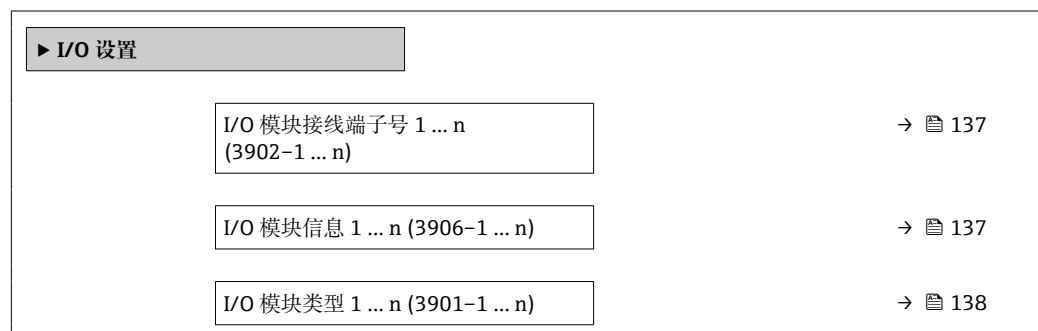 ▶ I/O 设置
I/O 模块接线端子号 1 … n
(3902–1 … n)
→ 🖺 137
I/O 模块信息 1 … n (3906–1 … n)
→ 🖺 137
I/O 模块类型 1 … n (3901–1 … n)
→ 🖺 138